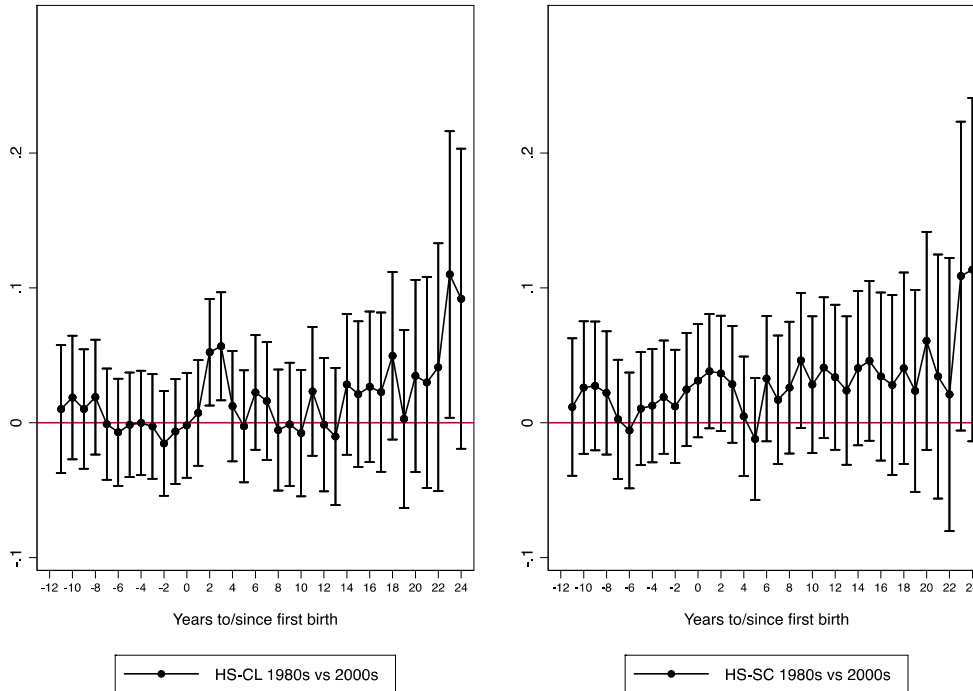 .2
.1
0
-.1
-12 -10 -8 -6 -4 -2 0 2 4 6 8 10 12 14 16 18 20 22 24
Years to/since first birth
HS-CL 1980s vs 2000s
.2
.1
0
-.1
-12 -10 -8 -6 -4 -2 0 2 4 6 8 10 12 14 16 18 20 22
Years to/since first birth
HS-SC 1980s vs 2000s